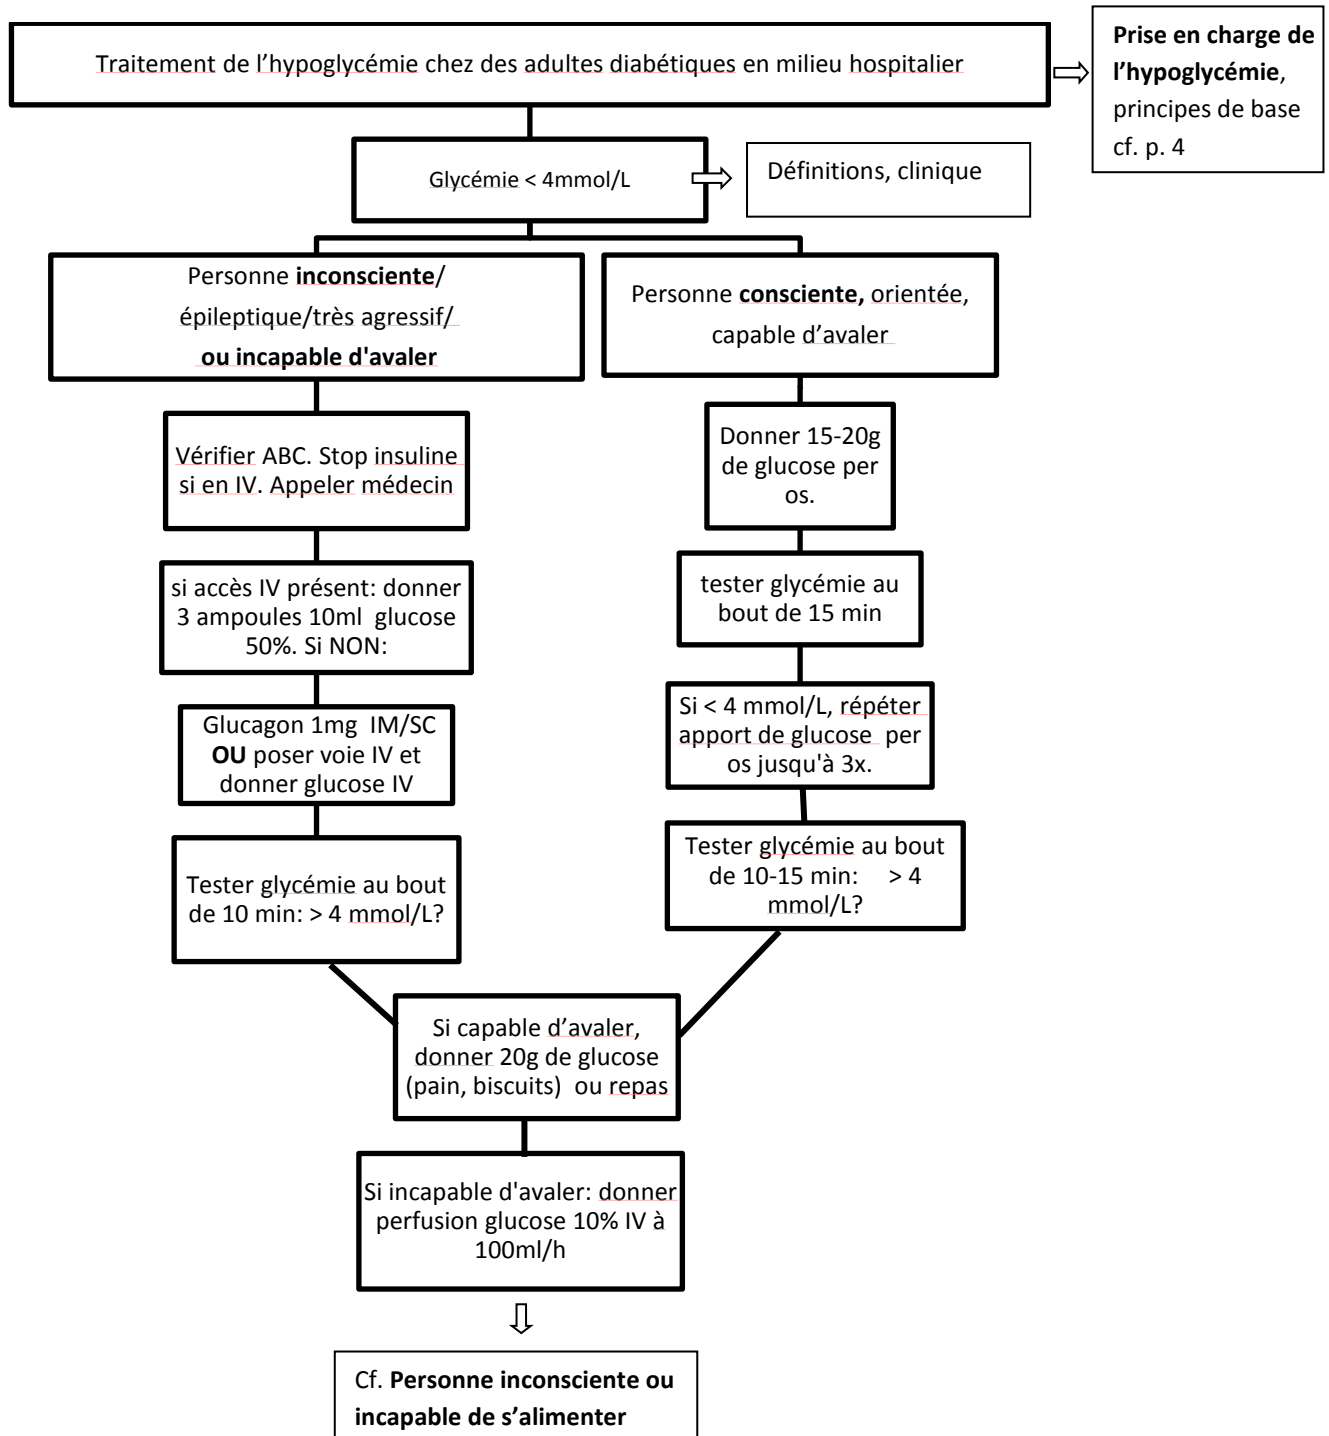 Traitement de l'hypoglycémie chez des adultes diabétiques en milieu hospitalier
Prise en charge de
l'hypoglycémie,
principes de base
cf. p. 4
Glycémie < 4mmol/L
Définitions, clinique
Personne inconsciente/
épileptique/très agressif/
ou incapable d'avaler
Personne consciente, orientée,
capable d'avaler
Vérifier ABC. Stop insuline
si en IV. Appeler médecin
Donner 15-20g
de glucose per
os.
si accès IV présent: donner
3 ampoules 10ml  glucose
50%. Si NON:
tester glycémie au
bout de 15 min
Glucagon 1mg  IM/SC
OU poser voie IV et
donner glucose IV
Si < 4 mmol/L, répéter
apport de glucose  per
os jusqu'à 3x.
Tester glycémie au bout
de 10 min: > 4 mmol/L?
Tester glycémie au bout
de 10-15 min:     > 4
mmol/L?
Si capable d'avaler,
donner 20g de glucose
(pain, biscuits)  ou repas
Si incapable d'avaler: donner
perfusion glucose 10% IV à
100ml/h
Cf. Personne inconsciente ou
incapable de s'alimenter